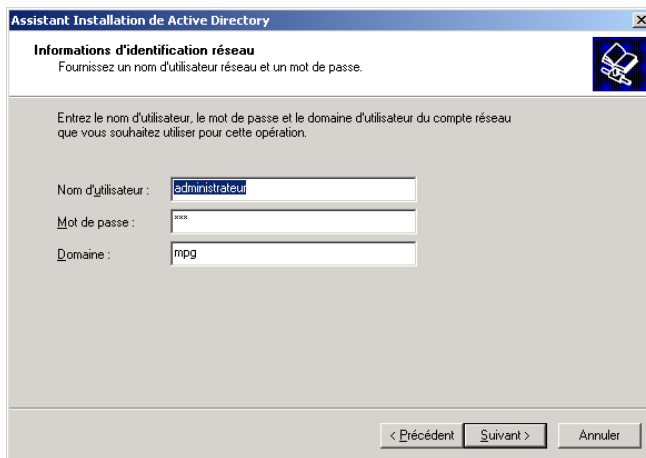 Assistant Installation de Active Directory
Informations d'identification réseau
Fournissez un nom d'utilisateur réseau et un mot de passe.
Entrez le nom d'utilisateur, le mot de passe et le domaine d'utilisateur du compte réseau
que vous souhaitez utiliser pour cette opération.
Nom d'utilisateur : administrateur
Mot de passe : xxx
Domaine : mpg
< Précédent Suivant > Annuler